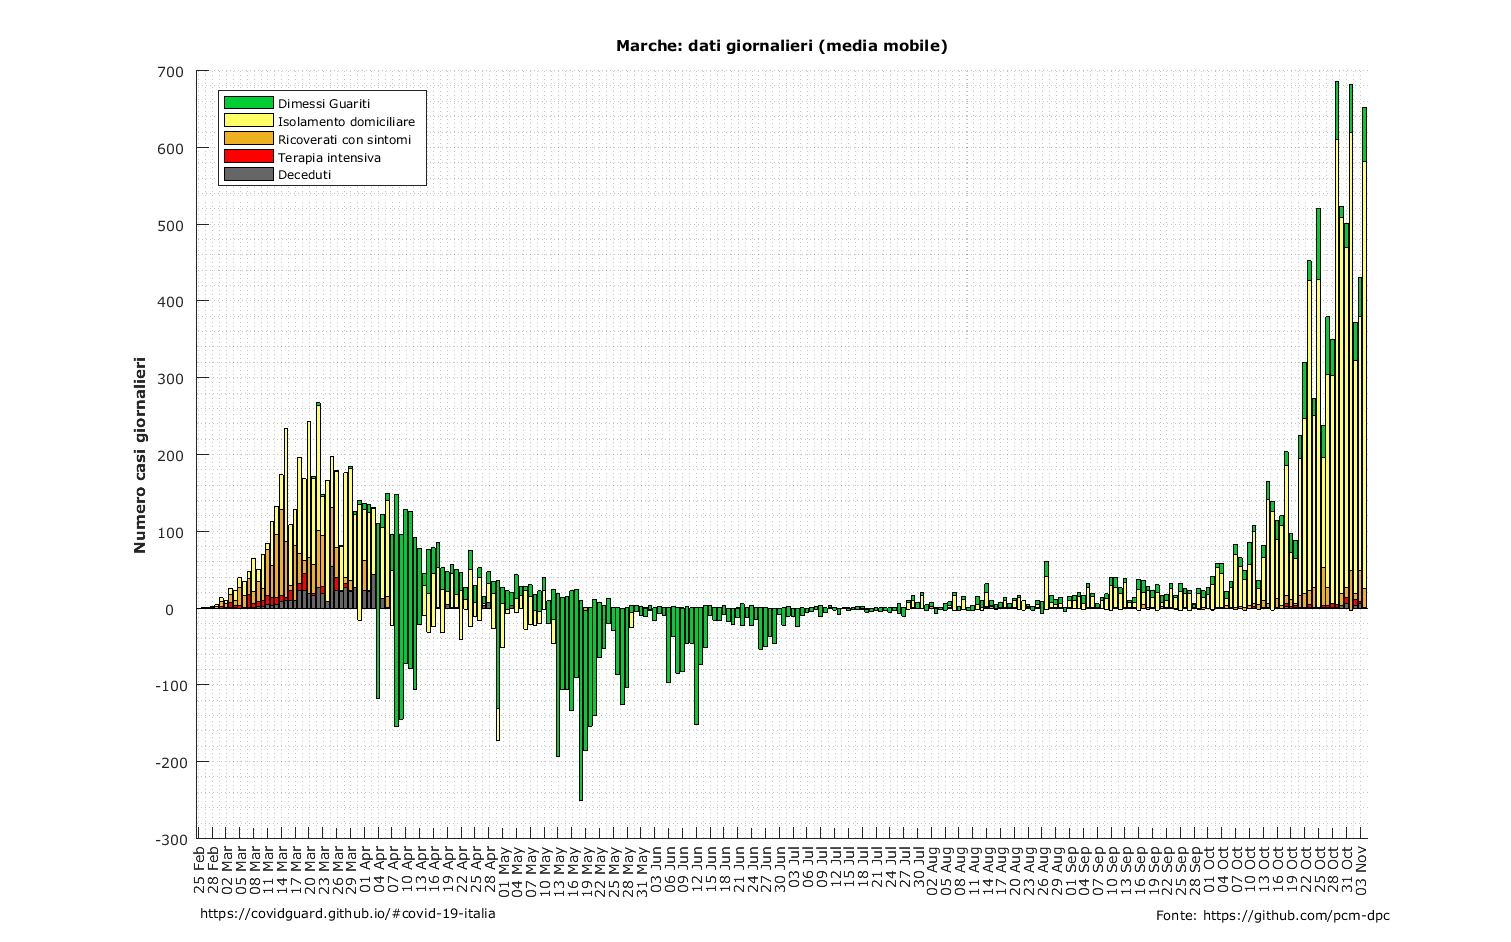 Marche: dati giornalieri (media mobile)
700
600
500
400
300
200
100
0
-100
-200
-300
Numero casi giornalieri
Dimessi Guariti
Isolamento domiciliare
Ricoverati con sintomi
Terapia intensiva
Deceduti
25 Feb
28 Feb
02 Mar
05 Mar
08 Mar
11 Mar
14 Mar
17 Mar
20 Mar
23 Mar
26 Mar
29 Mar
01 Apr
04 Apr
07 Apr
10 Apr
13 Apr
16 Apr
19 Apr
22 Apr
25 Apr
28 Apr
01 May
04 May
07 May
10 May
13 May
16 May
19 May
22 May
25 May
28 May
31 May
03 Jun
06 Jun
09 Jun
12 Jun
15 Jun
18 Jun
21 Jun
24 Jun
27 Jun
30 Jun
03 Jul
06 Jul
09 Jul
12 Jul
15 Jul
18 Jul
21 Jul
24 Jul
27 Jul
30 Jul
02 Aug
05 Aug
08 Aug
11 Aug
14 Aug
17 Aug
20 Aug
23 Aug
26 Aug
29 Aug
01 Sep
04 Sep
07 Sep
10 Sep
13 Sep
16 Sep
19 Sep
22 Sep
25 Sep
28 Sep
01 Oct
04 Oct
07 Oct
10 Oct
13 Oct
16 Oct
19 Oct
22 Oct
25 Oct
28 Oct
31 Oct
03 Nov
https://covidguard.github.io/#covid-19-italia
Fonte: https://github.com/pcm-dpc